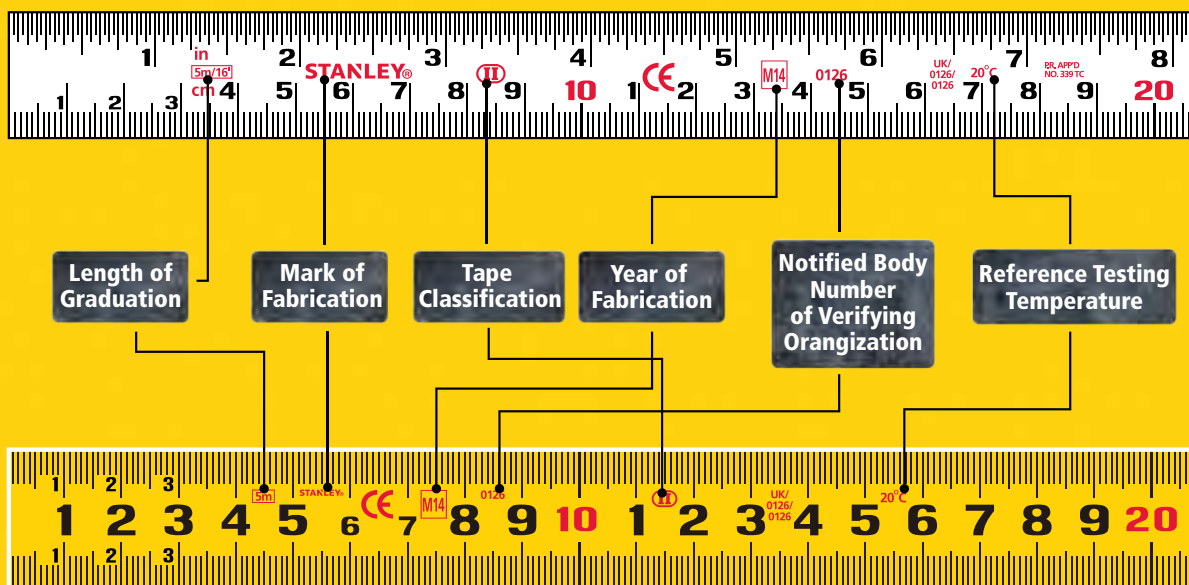 1 2 3 4 5 6 7 8
in
5m/16'
cm
STANLEY®
II
CE
M14
0126
UK/
0126/
0126
20°C
PR. APP'D
NO. 339 TC
1 2 3 4 5 6 7 8 9 10 1 2 3 4 5 6 7 8 9 20
Length of
Graduation
Mark of
Fabrication
Tape
Classification
Year of
Fabrication
Notified Body
Number
of Verifying
Orangization
Reference Testing
Temperature
1 2 3
5m
STANLEY®
CE
M14
0126
II
UK/
0126/
0126
20°C
1 2 3 4 5 6 7 8 9 10 1 2 3 4 5 6 7 8 9 20
1 2 3